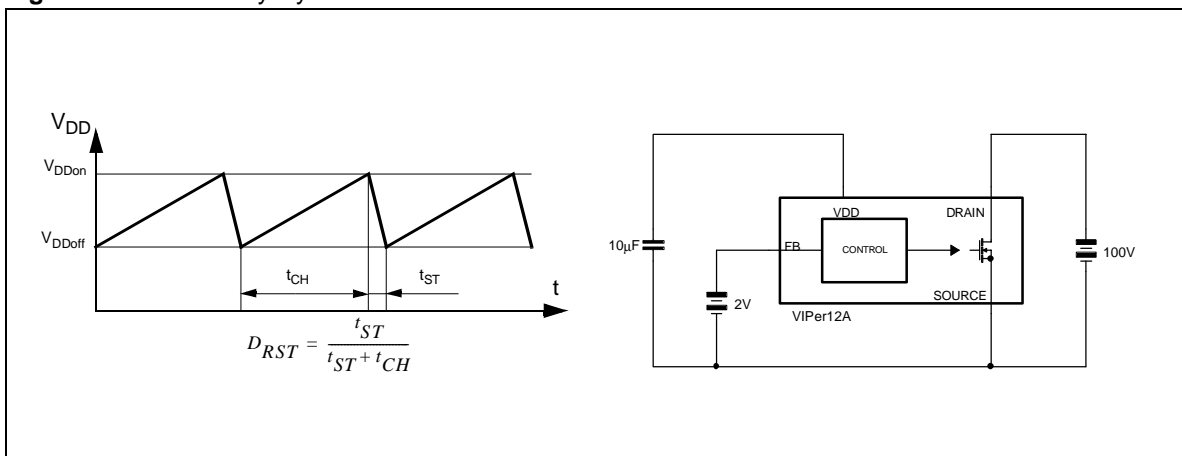 V_DD
V_DDon
V_DDoff
t_CH
t_ST
t
D_RST = t_ST / (t_ST + t_CH)
10μF
2V
FB
VDD
CONTROL
DRAIN
SOURCE
VIPer12A
100V